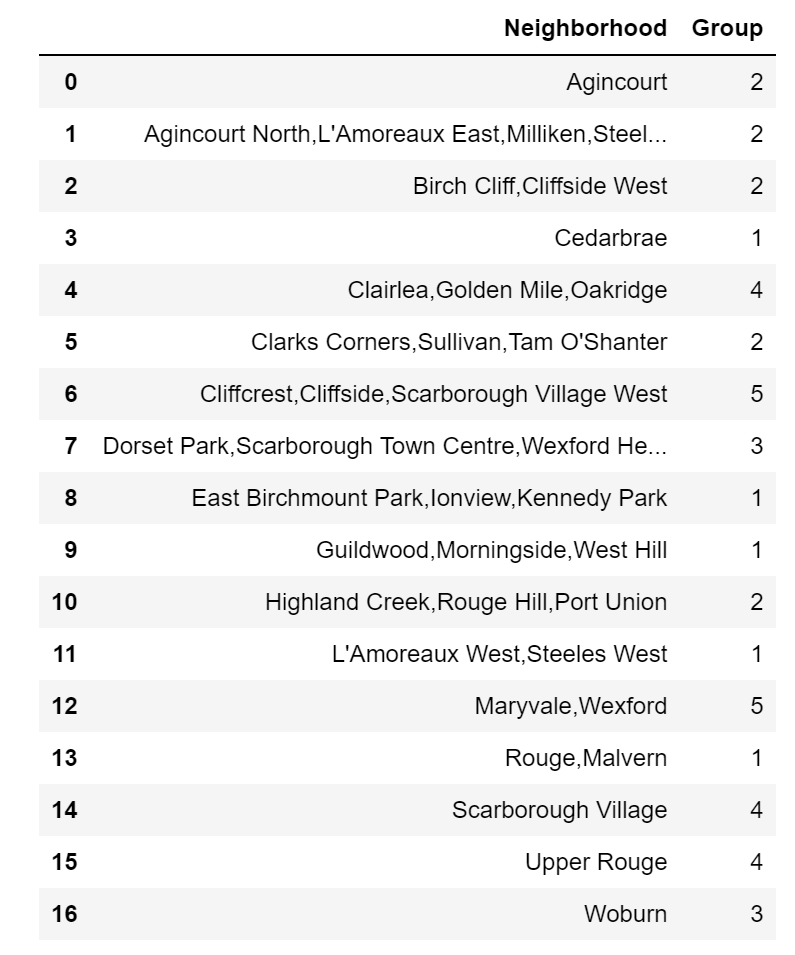 Neighborhood Group
0 Agincourt 2
1 Agincourt North,L'Amoreaux East,Milliken,Steel... 2
2 Birch Cliff,Cliffside West 2
3 Cedarbrae 1
4 Clairlea,Golden Mile,Oakridge 4
5 Clarks Corners,Sullivan,Tam O'Shanter 2
6 Cliffcrest,Cliffside,Scarborough Village West 5
7 Dorset Park,Scarborough Town Centre,Wexford He... 3
8 East Birchmount Park,Ionview,Kennedy Park 1
9 Guildwood,Morningside,West Hill 1
10 Highland Creek,Rouge Hill,Port Union 2
11 L'Amoreaux West,Steeles West 1
12 Maryvale,Wexford 5
13 Rouge,Malvern 1
14 Scarborough Village 4
15 Upper Rouge 4
16 Woburn 3